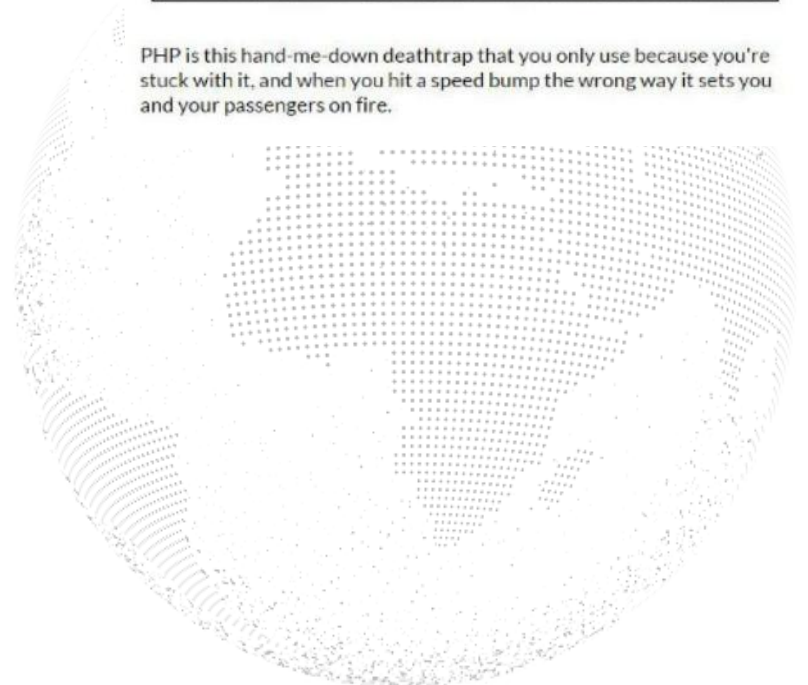 PHP is this hand-me-down deathtrap that you only use because you're
stuck with it, and when you hit a speed bump the wrong way it sets you
and your passengers on fire.